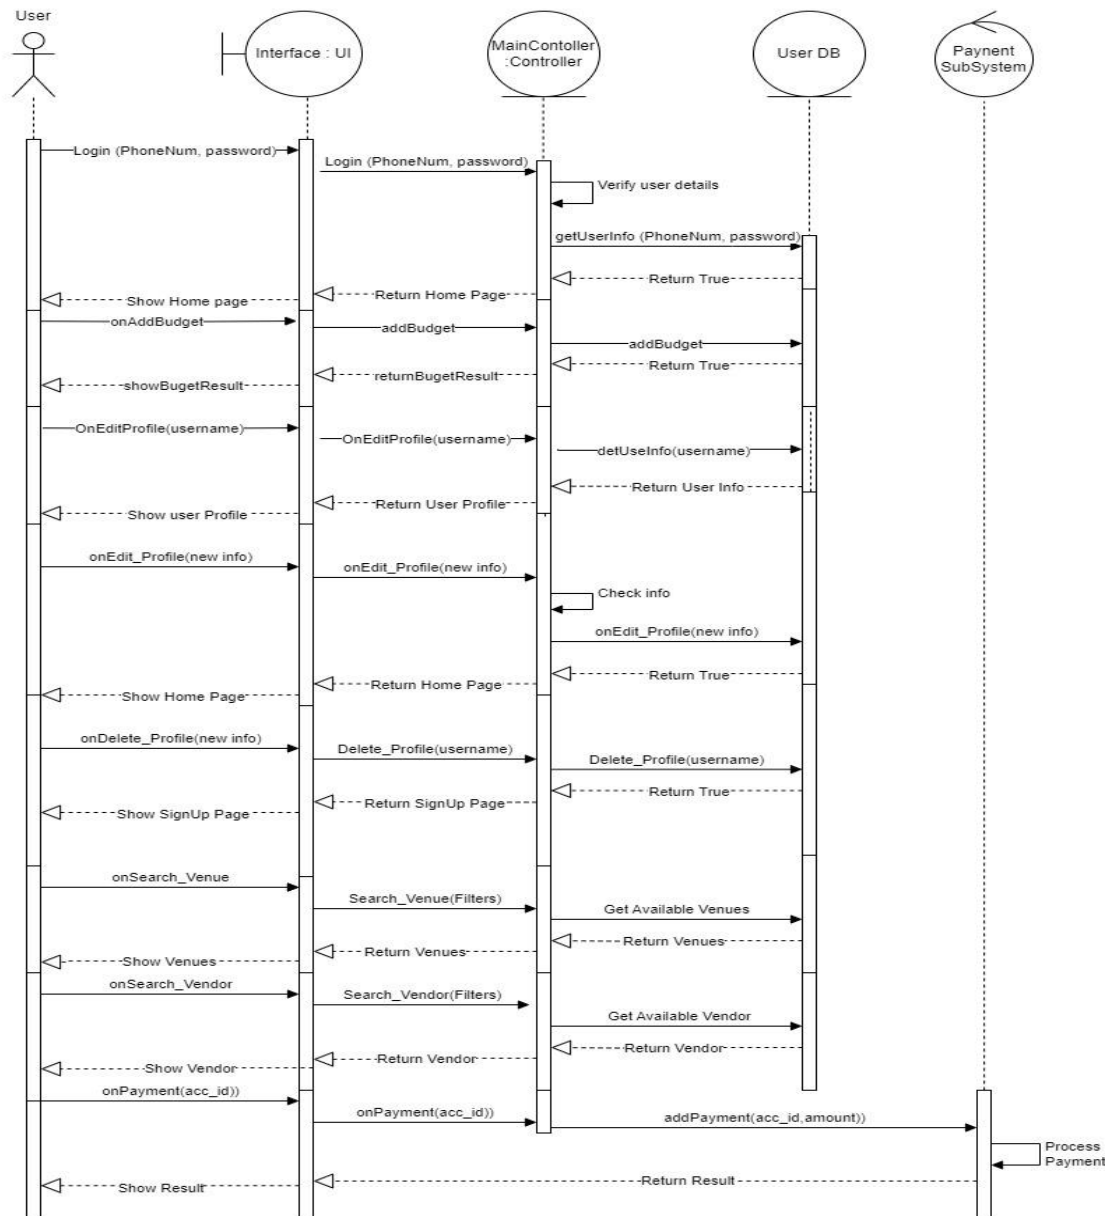 User
Interface : UI
MainContoller
:Controller
User DB
Paynent
SubSystem
Login (PhoneNum, password)
Login (PhoneNum, password)
Verify user details
getUserInfo (PhoneNum, password)
Return True
Return Home Page
Show Home page
onAddBudget
addBudget
addBudget
Return True
returnBugetResult
showBugetResult
OnEditProfile(username)
OnEditProfile(username)
detUseInfo(username)
Return User Info
Return User Profile
Show user Profile
onEdit_Profile(new info)
onEdit_Profile(new info)
Check info
onEdit_Profile(new info)
Return True
Return Home Page
Show Home Page
onDelete_Profile(new info)
Delete_Profile(username)
Delete_Profile(username)
Return True
Return SignUp Page
Show SignUp Page
onSearch_Venue
Search_Venue(Filters)
Get Available Venues
Return Venues
Return Venues
Show Venues
onSearch_Vendor
Search_Vendor(Filters)
Get Available Vendor
Return Vendor
Return Vendor
Show Vendor
onPayment(acc_id))
onPayment(acc_id))
addPayment(acc_id,amount))
Process
Payment
Return Result
Show Result